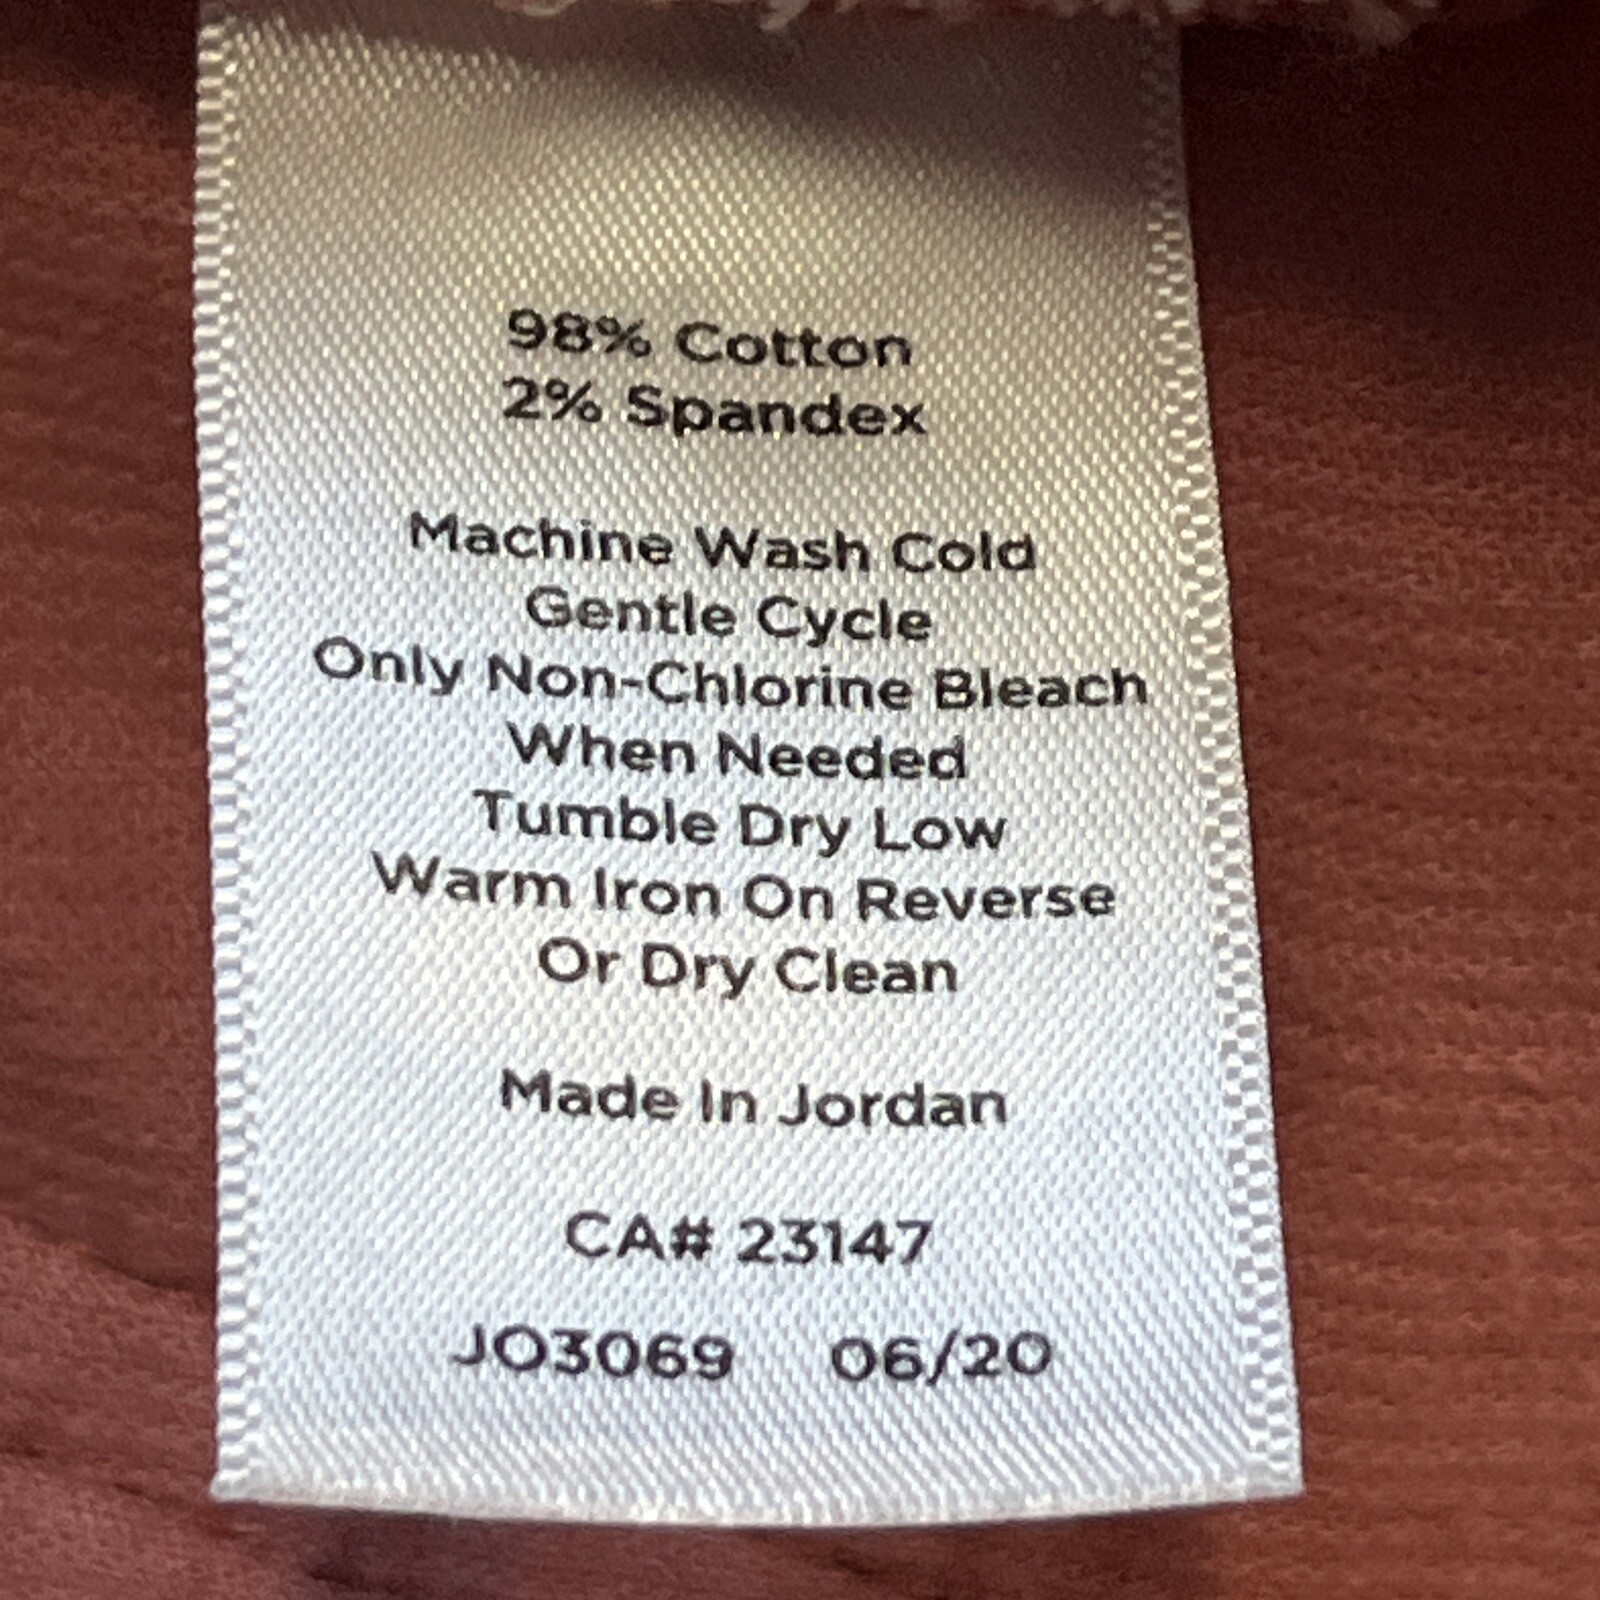 98% Cotton
2% Spandex
Machine Wash Cold
Gentle Cycle
Only Non-Chlorine Bleach
When Needed
Tumble Dry Low
Warm Iron On Reverse
Or Dry Clean
Made In Jordan
CA# 23147
JO3069 06/20